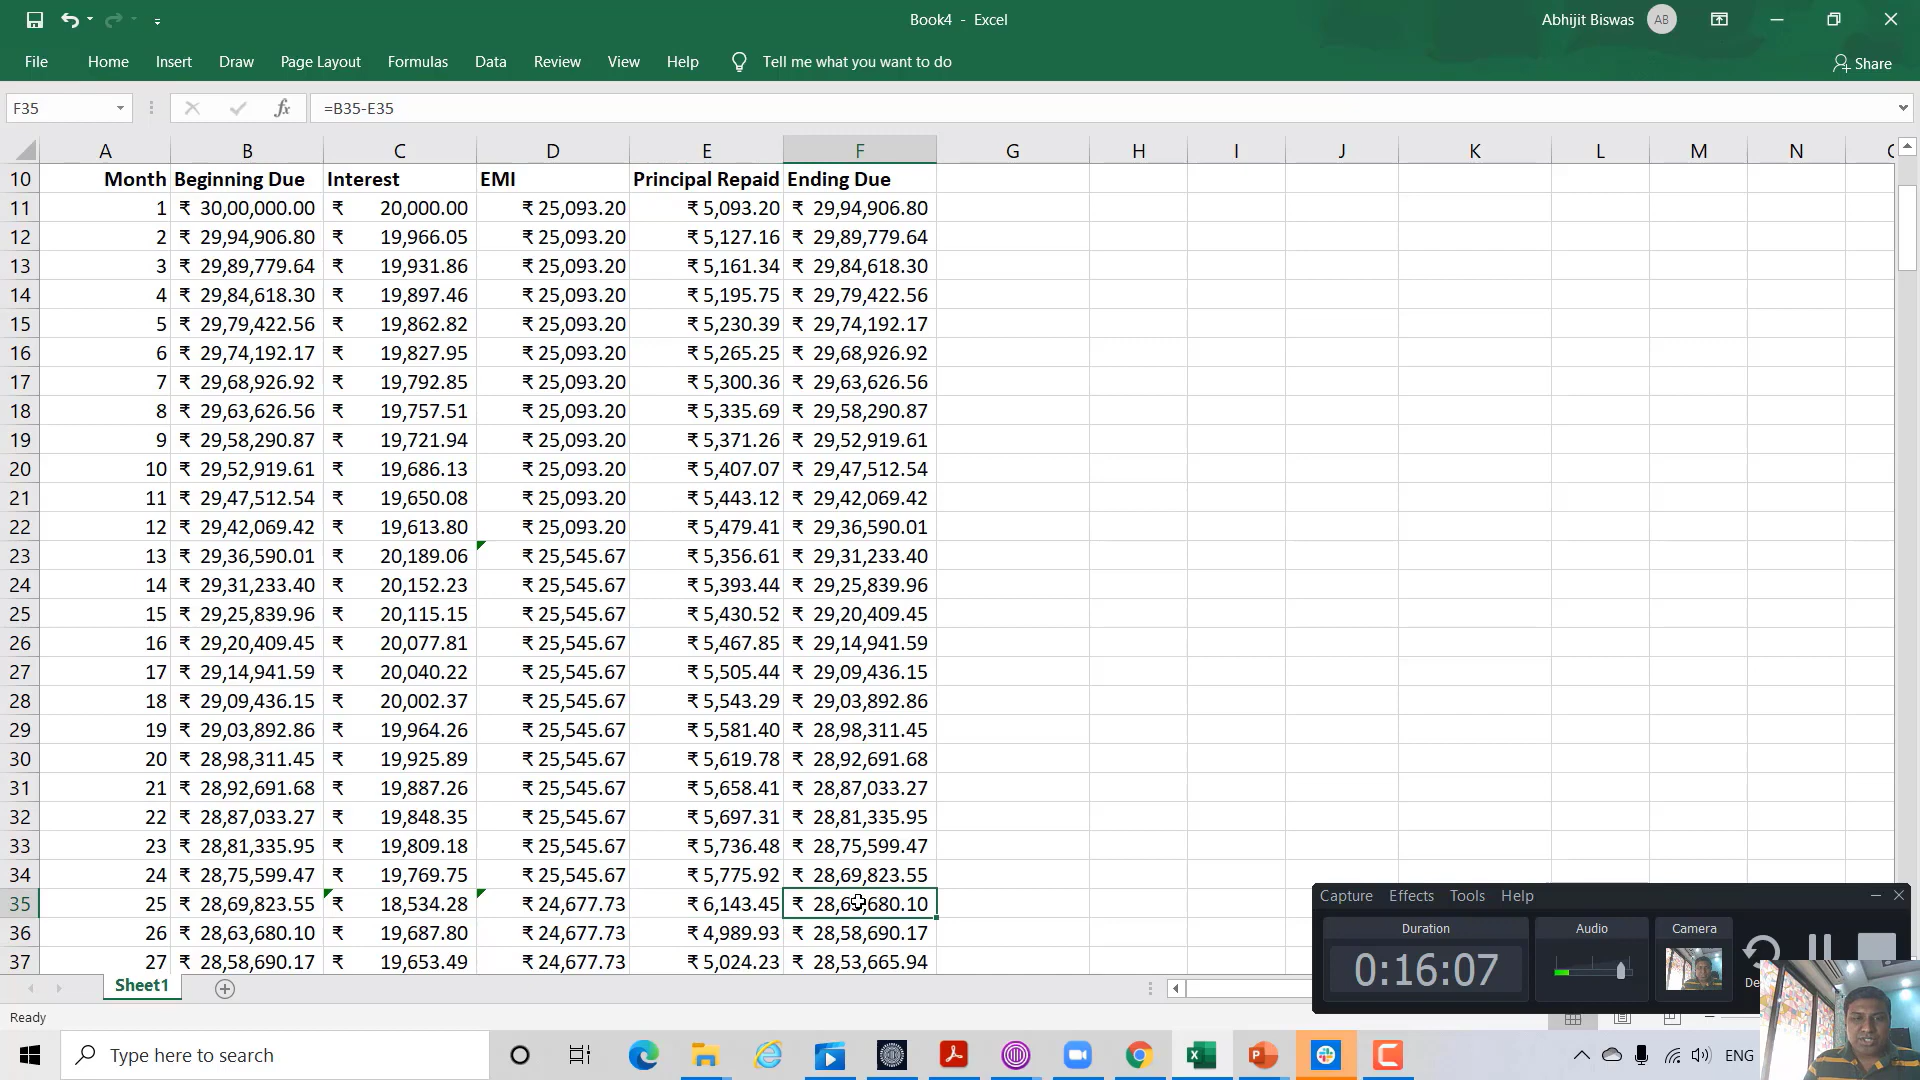 Book4 - Excel
Abhijit Biswas AB
File Home Insert Draw Page Layout Formulas Data Review View Help Tell me what you want to do Share
F35 fx =B35-E35
A B C D E F G H I J K L M N
10 Month Beginning Due Interest EMI Principal Repaid Ending Due
11 1 ₹ 30,00,000.00 ₹ 20,000.00 ₹ 25,093.20 ₹ 5,093.20 ₹ 29,94,906.80
12 2 ₹ 29,94,906.80 ₹ 19,966.05 ₹ 25,093.20 ₹ 5,127.16 ₹ 29,89,779.64
13 3 ₹ 29,89,779.64 ₹ 19,931.86 ₹ 25,093.20 ₹ 5,161.34 ₹ 29,84,618.30
14 4 ₹ 29,84,618.30 ₹ 19,897.46 ₹ 25,093.20 ₹ 5,195.75 ₹ 29,79,422.56
15 5 ₹ 29,79,422.56 ₹ 19,862.82 ₹ 25,093.20 ₹ 5,230.39 ₹ 29,74,192.17
16 6 ₹ 29,74,192.17 ₹ 19,827.95 ₹ 25,093.20 ₹ 5,265.25 ₹ 29,68,926.92
17 7 ₹ 29,68,926.92 ₹ 19,792.85 ₹ 25,093.20 ₹ 5,300.36 ₹ 29,63,626.56
18 8 ₹ 29,63,626.56 ₹ 19,757.51 ₹ 25,093.20 ₹ 5,335.69 ₹ 29,58,290.87
19 9 ₹ 29,58,290.87 ₹ 19,721.94 ₹ 25,093.20 ₹ 5,371.26 ₹ 29,52,919.61
20 10 ₹ 29,52,919.61 ₹ 19,686.13 ₹ 25,093.20 ₹ 5,407.07 ₹ 29,47,512.54
21 11 ₹ 29,47,512.54 ₹ 19,650.08 ₹ 25,093.20 ₹ 5,443.12 ₹ 29,42,069.42
22 12 ₹ 29,42,069.42 ₹ 19,613.80 ₹ 25,093.20 ₹ 5,479.41 ₹ 29,36,590.01
23 13 ₹ 29,36,590.01 ₹ 20,189.06 ₹ 25,545.67 ₹ 5,356.61 ₹ 29,31,233.40
24 14 ₹ 29,31,233.40 ₹ 20,152.23 ₹ 25,545.67 ₹ 5,393.44 ₹ 29,25,839.96
25 15 ₹ 29,25,839.96 ₹ 20,115.15 ₹ 25,545.67 ₹ 5,430.52 ₹ 29,20,409.45
26 16 ₹ 29,20,409.45 ₹ 20,077.81 ₹ 25,545.67 ₹ 5,467.85 ₹ 29,14,941.59
27 17 ₹ 29,14,941.59 ₹ 20,040.22 ₹ 25,545.67 ₹ 5,505.44 ₹ 29,09,436.15
28 18 ₹ 29,09,436.15 ₹ 20,002.37 ₹ 25,545.67 ₹ 5,543.29 ₹ 29,03,892.86
29 19 ₹ 29,03,892.86 ₹ 19,964.26 ₹ 25,545.67 ₹ 5,581.40 ₹ 28,98,311.45
30 20 ₹ 28,98,311.45 ₹ 19,925.89 ₹ 25,545.67 ₹ 5,619.78 ₹ 28,92,691.68
31 21 ₹ 28,92,691.68 ₹ 19,887.26 ₹ 25,545.67 ₹ 5,658.41 ₹ 28,87,033.27
32 22 ₹ 28,87,033.27 ₹ 19,848.35 ₹ 25,545.67 ₹ 5,697.31 ₹ 28,81,335.95
33 23 ₹ 28,81,335.95 ₹ 19,809.18 ₹ 25,545.67 ₹ 5,736.48 ₹ 28,75,599.47
34 24 ₹ 28,75,599.47 ₹ 19,769.75 ₹ 25,545.67 ₹ 5,775.92 ₹ 28,69,823.55
35 25 ₹ 28,69,823.55 ₹ 18,534.28 ₹ 24,677.73 ₹ 6,143.45 ₹ 28,63,680.10
36 26 ₹ 28,63,680.10 ₹ 19,687.80 ₹ 24,677.73 ₹ 4,989.93 ₹ 28,58,690.17
37 27 ₹ 28,58,690.17 ₹ 19,653.49 ₹ 24,677.73 ₹ 5,024.23 ₹ 28,53,665.94
Capture Effects Tools Help
Duration Audio Camera
0:16:07
Sheet1
Ready
Type here to search
ENG